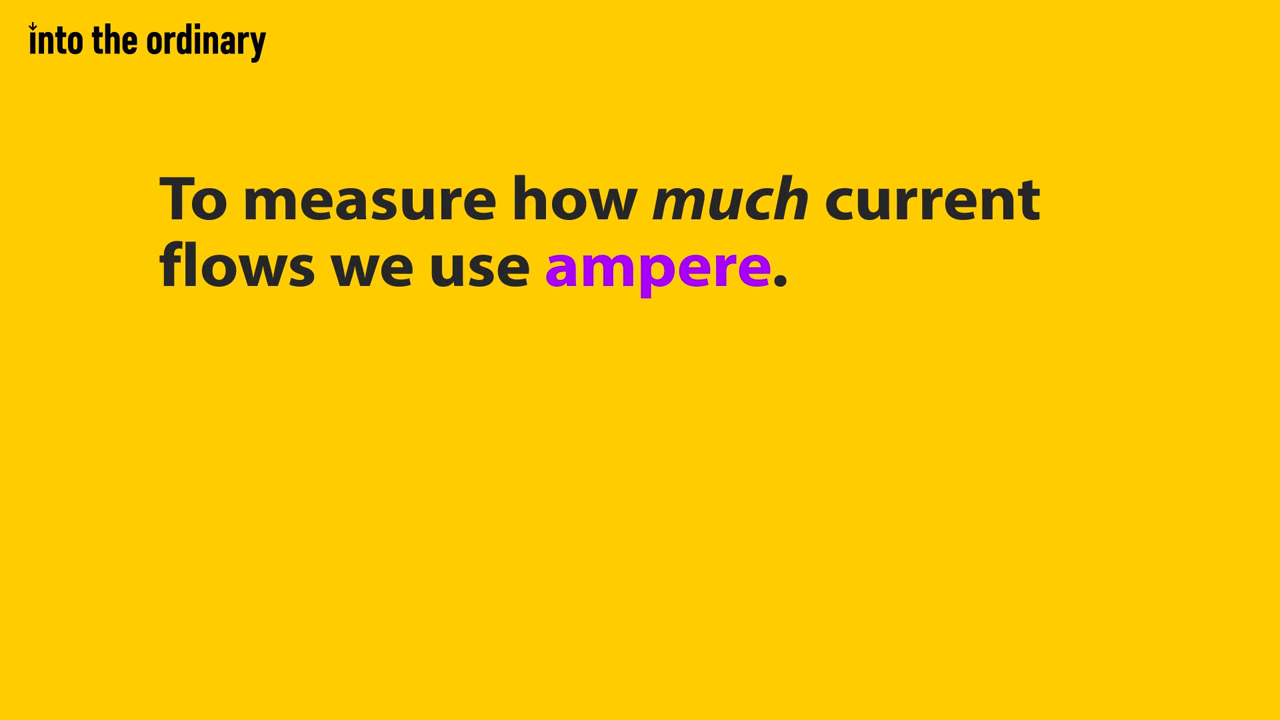 into the ordinary
To measure how much current
flows we use ampere.